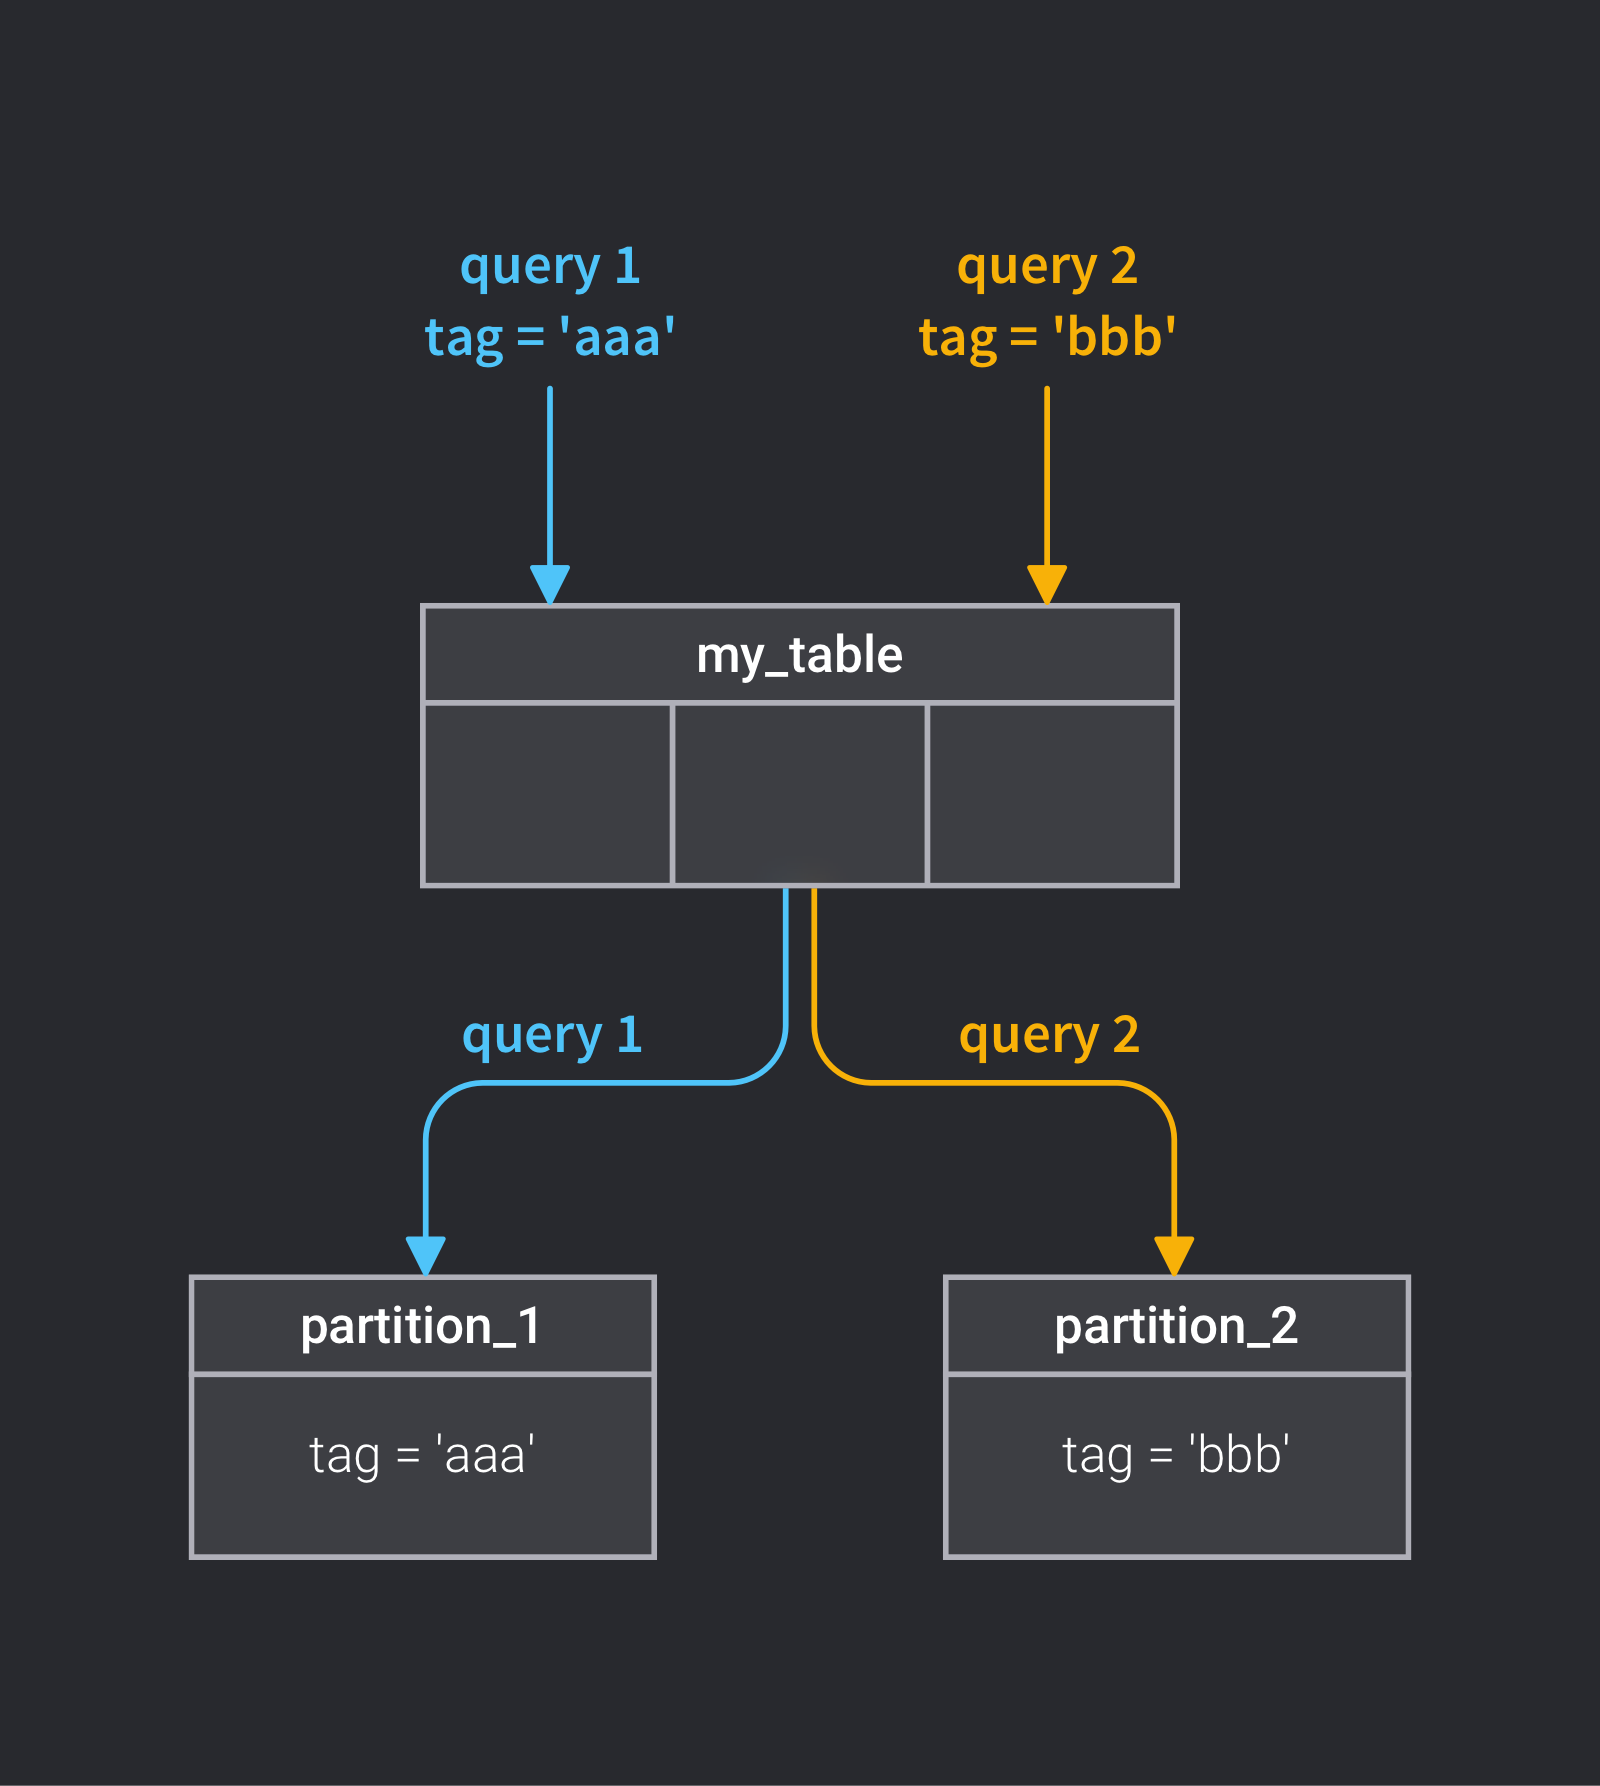 query 1
tag = 'aaa'
query 2
tag = 'bbb'
my_table
query 1
query 2
partition_1
tag = 'aaa'
partition_2
tag = 'bbb'